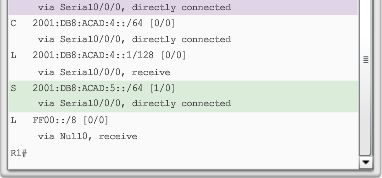 via Serial0/0/0, directly connected
C 2001:DB8:ACAD:4::/64 [0/0]
via Serial0/0/0, directly connected
L 2001:DB8:ACAD:4::1/128 [0/0]
via Serial0/0/0, receive
S 2001:DB8:ACAD:5::/64 [1/0]
via Serial0/0/0, directly connected
L FF00::/8 [0/0]
via Null0, receive
R1#